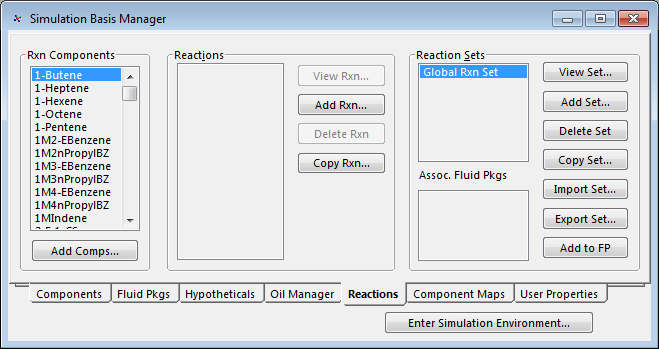 Simulation Basis Manager
Rxn Components
1-Butene
1-Heptene
1-Hexene
1-Octene
1-Pentene
1M2-EBenzene
1M2nPropylBZ
1M3-EBenzene
1M3nPropylBZ
1M4-EBenzene
1M4nPropylBZ
1MIndene
Add Comps...
Reactions
View Rxn...
Add Rxn...
Delete Rxn
Copy Rxn...
Reaction Sets
Global Rxn Set
Assoc. Fluid Pkgs
View Set...
Add Set...
Delete Set
Copy Set...
Import Set...
Export Set...
Add to FP
Components Fluid Pkgs Hypotheticals Oil Manager Reactions Component Maps User Properties
Enter Simulation Environment...